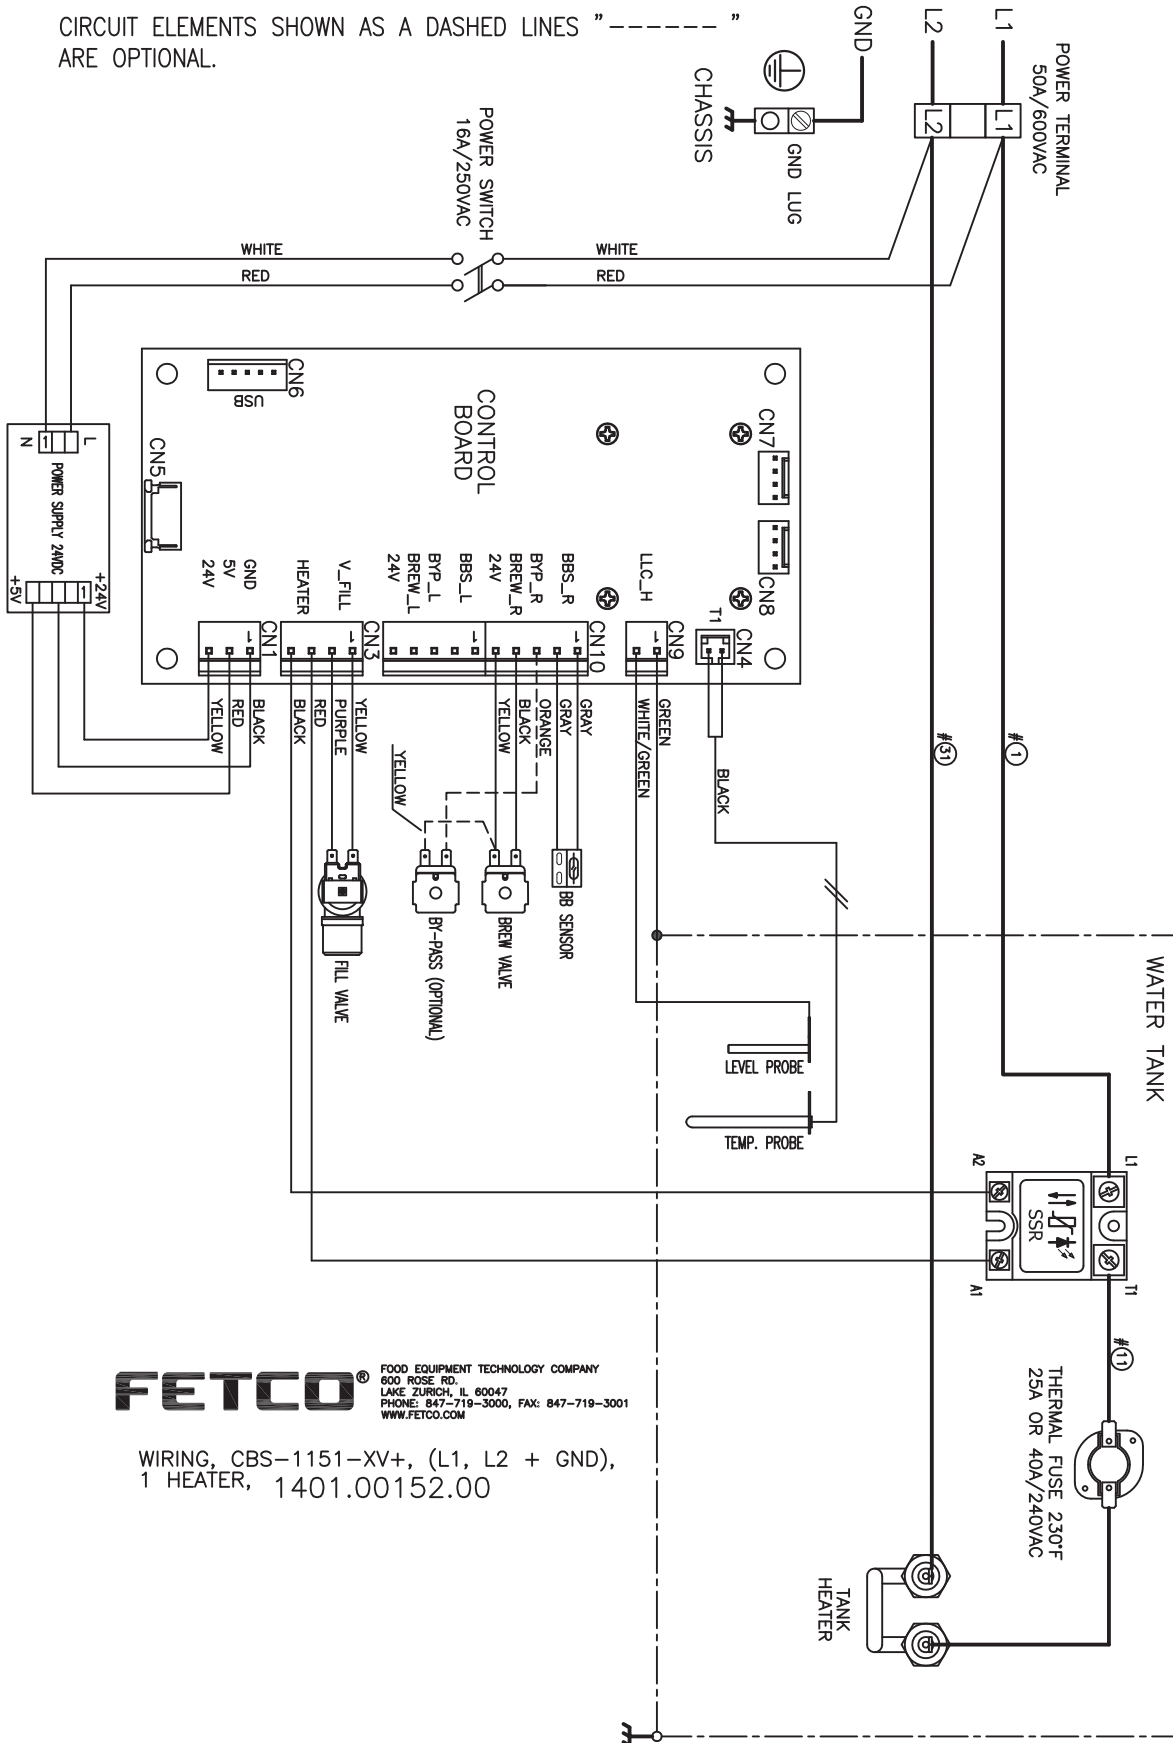 CIRCUIT ELEMENTS SHOWN AS A DASHED LINES "------"
ARE OPTIONAL.
L1
L2
GND
POWER TERMINAL
50A/600VAC
L1
L2
GND LUG
CHASSIS
POWER SWITCH
16A/250VAC
WHITE
WHITE
RED
RED
CONTROL
BOARD
CN6
USB
CN5
CN7
CN8
CN4
T1
CN9
1
LLC_H
CN10
1
BBS_R
BYP_R
BREW_R
24V
1
BBS_L
BYP_L
BREW_L
24V
CN3
1
V_FILL
HEATER
CN1
1
GND
5V
24V
L
1
N
POWER SUPPLY 24VDC
+24V
1
+5V
BLACK
RED
YELLOW
YELLOW
PURPLE
RED
BLACK
GRAY
GRAY
ORANGE
BLACK
YELLOW
YELLOW
GREEN
WHITE/GREEN
BLACK
#1
#31
BB SENSOR
BREW VALVE
BY-PASS (OPTIONAL)
FILL VALVE
WATER TANK
LEVEL PROBE
TEMP. PROBE
L1
A2
SSR
T1
A1
#11
THERMAL FUSE 230°F
25A OR 40A/240VAC
TANK
HEATER
FETCO®
FOOD EQUIPMENT TECHNOLOGY COMPANY
600 ROSE RD.
LAKE ZURICH, IL 60047
PHONE: 847-719-3000, FAX: 847-719-3001
WWW.FETCO.COM
WIRING, CBS-1151-XV+, (L1, L2 + GND),
1 HEATER, 1401.00152.00